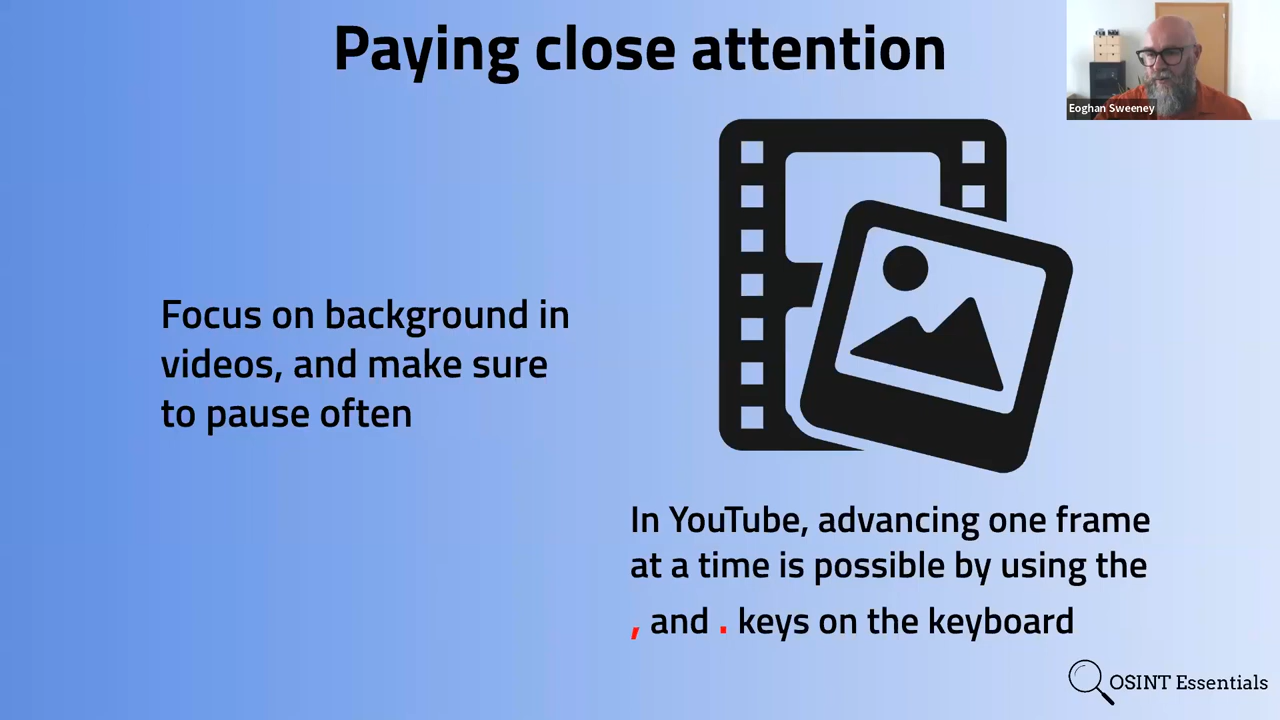 Paying close attention
Eoghan Sweeney
Focus on background in
videos, and make sure
to pause often
In YouTube, advancing one frame
at a time is possible by using the
, and . keys on the keyboard
OSINT Essentials